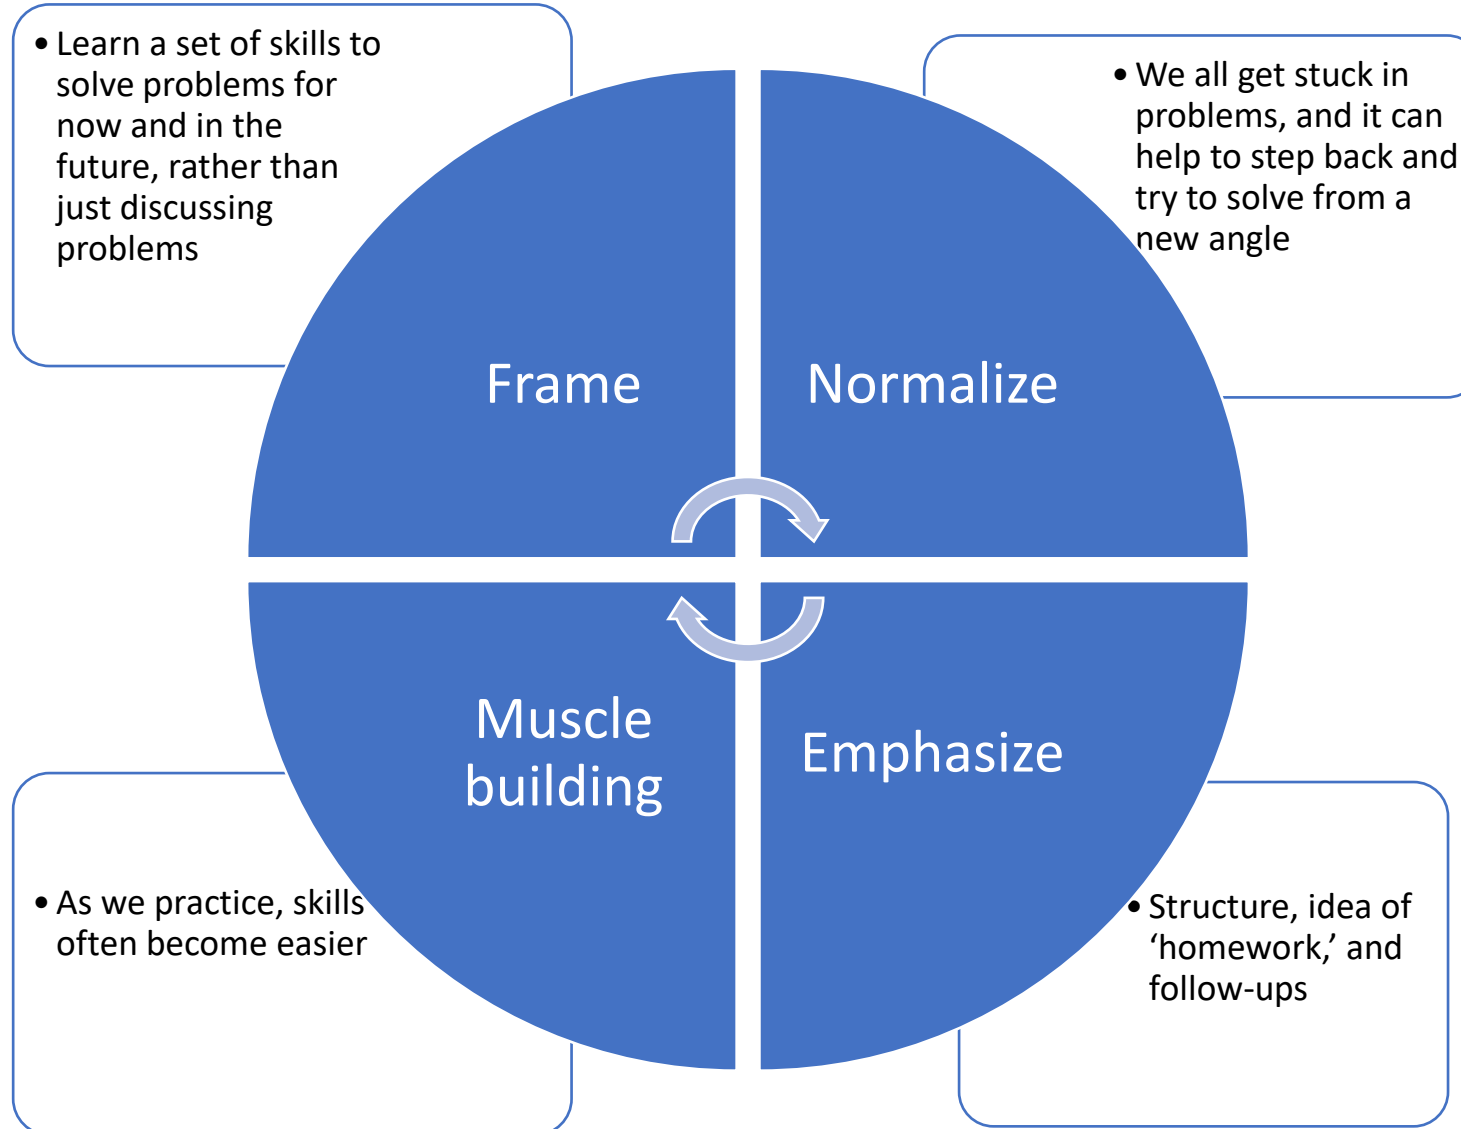 • Learn a set of skills to
solve problems for
now and in the
future, rather than
just discussing
problems
• We all get stuck in
problems, and it can
help to step back and
try to solve from a
new angle
Frame
Normalize
Muscle
building
Emphasize
• As we practice, skills
often become easier
• Structure, idea of
‘homework,’ and
follow-ups